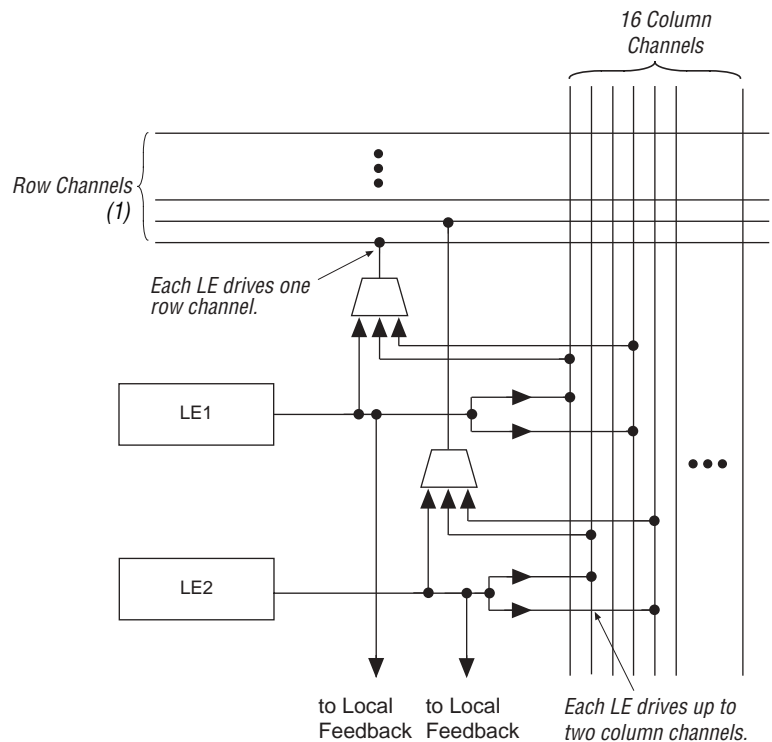 16 Column
Channels
Row Channels
(1)
Each LE drives one
row channel.
LE1
LE2
to Local
Feedback
to Local
Feedback
Each LE drives up to
two column channels.